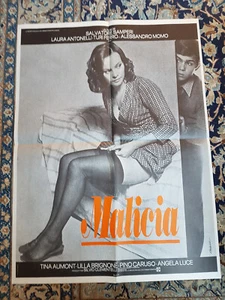 SALVATORE SAMPERI
LAURA ANTONELLI·TURI FERRO·ALESSANDRO MOMO
Malicia
TINA AUMONT·LILLA BRIGNONE·PINO CARUSO·ANGELA LUCE